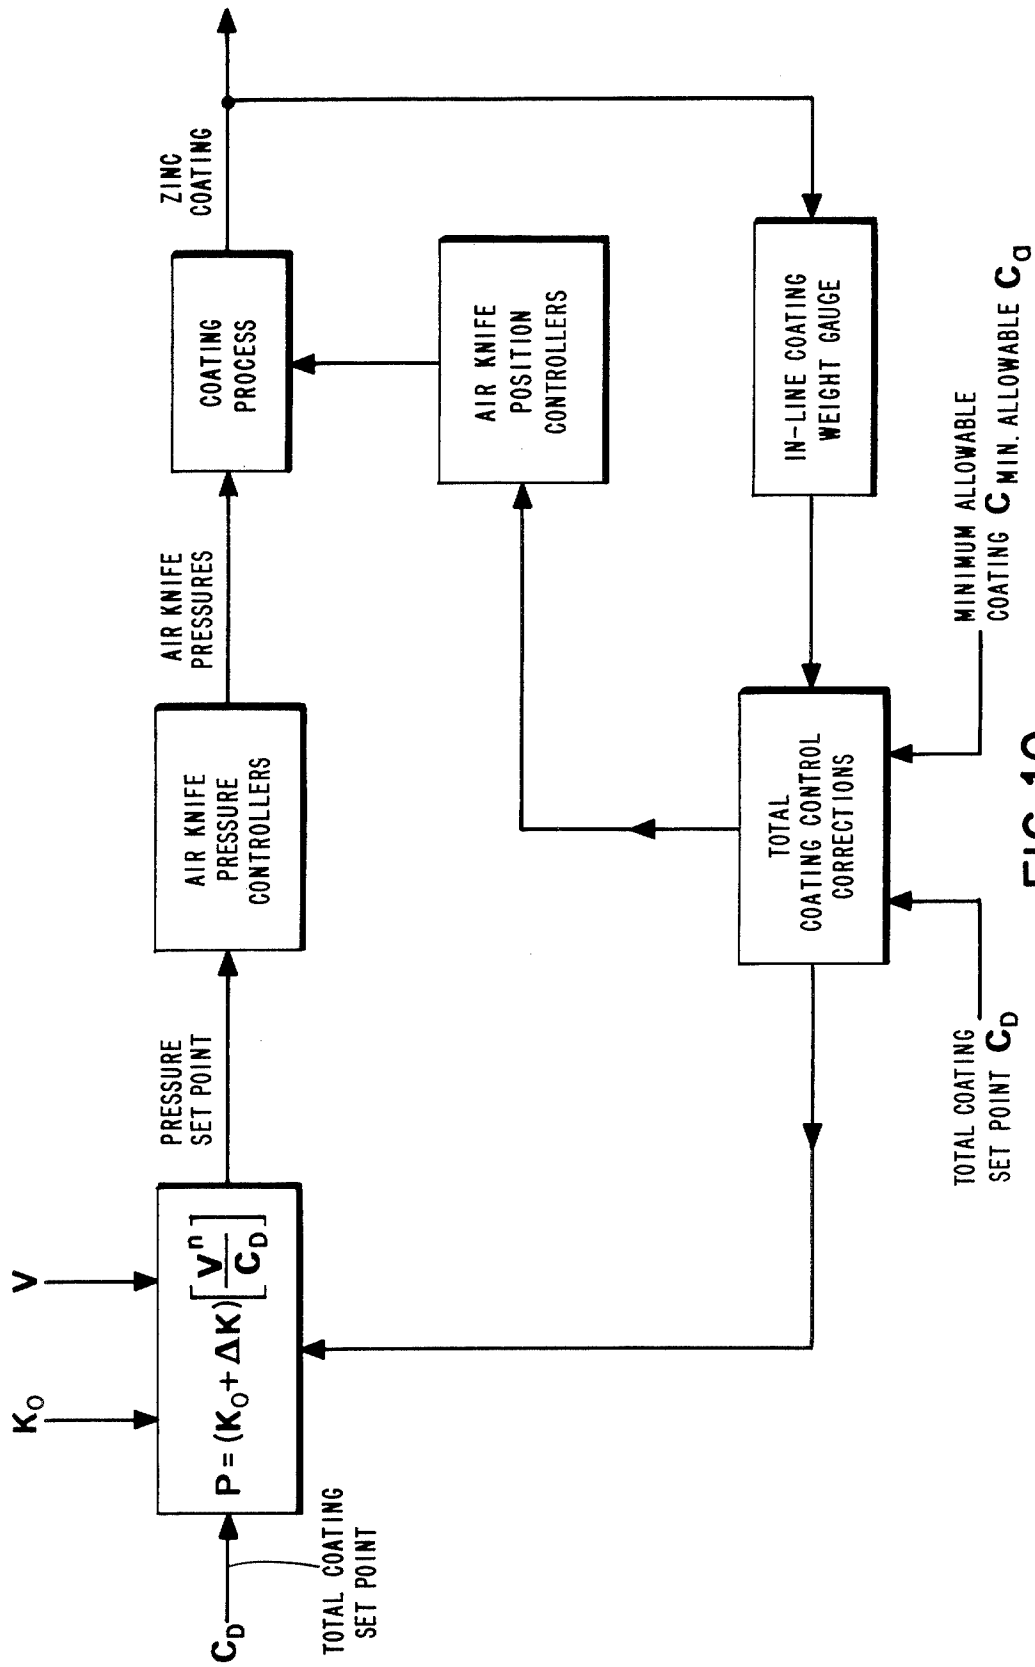 K₀
V
C_D
TOTAL COATING
SET POINT
P = (K₀ + ΔK) [Vⁿ / C_D]
PRESSURE
SET POINT
AIR KNIFE
PRESSURE
CONTROLLERS
AIR KNIFE
PRESSURES
COATING
PROCESS
ZINC
COATING
AIR KNIFE
POSITION
CONTROLLERS
TOTAL
COATING CONTROL
CORRECTIONS
IN-LINE COATING
WEIGHT GAUGE
TOTAL COATING
SET POINT C_D
MINIMUM ALLOWABLE
COATING C MIN. ALLOWABLE C_a
FIG.